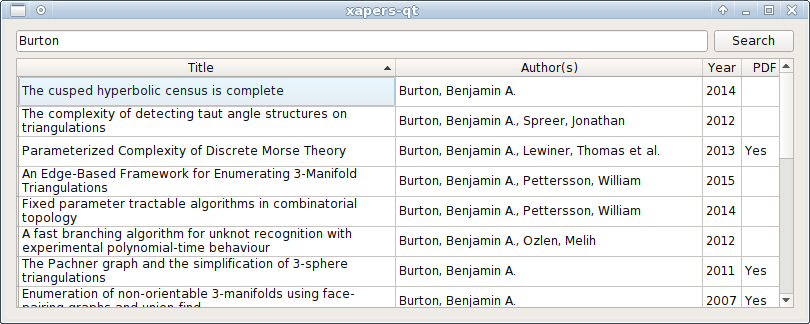 xapers-qt
Burton Search
Title Author(s) Year PDF
The cusped hyperbolic census is complete Burton, Benjamin A. 2014
The complexity of detecting taut angle structures on
triangulations Burton, Benjamin A., Spreer, Jonathan 2012
Parameterized Complexity of Discrete Morse Theory Burton, Benjamin A., Lewiner, Thomas et al. 2013 Yes
An Edge-Based Framework for Enumerating 3-Manifold
Triangulations Burton, Benjamin A., Pettersson, William 2015
Fixed parameter tractable algorithms in combinatorial
topology Burton, Benjamin A., Pettersson, William 2014
A fast branching algorithm for unknot recognition with
experimental polynomial-time behaviour Burton, Benjamin A., Ozlen, Melih 2012
The Pachner graph and the simplification of 3-sphere
triangulations Burton, Benjamin A. 2011 Yes
Enumeration of non-orientable 3-manifolds using face-
pairing graphs and union-find Burton, Benjamin A. 2007 Yes